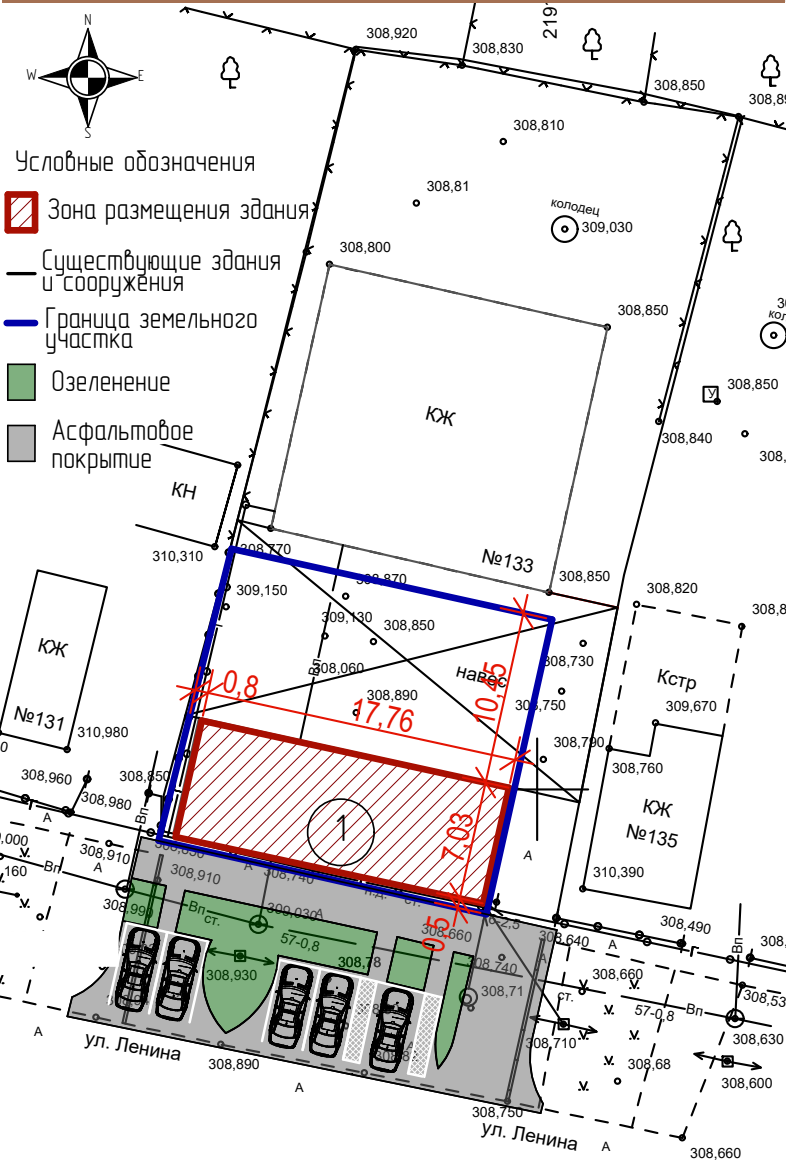 308,920
308,830
308,850
N
W
E
S
308,810
Условные обозначения
308,81
колодец
309,030
Зона размещения здания
308,800
Существующие здания
и сооружения
308,850
Граница земельного
участка
308,850
У
Озеленение
КЖ
308,840
Асфальтовое
покрытие
КН
310,310
308,770
№133
308,870
308,850
309,150
308,820
309,130
308,850
308,060
Вп
навес
308,730
КЖ
Кстр
0,8
10,45
308,890
17,76
308,750
309,670
№131
310,980
308,790
308,760
308,960
308,980
308,850
КЖ
№135
Вп
1
7,03
А
308,910
А
Вп
А
308,740
310,390
308,910
308,990
Вп
ст.
309,030
А
57-0,8
0,5
308,660
308,490
308,640
А
Вп
308,930
308,78
308,740
А
308,660
308,71
ст.
57-0,8
Вп
308,630
308,710
А
ул. Ленина
308,890
А
308,68
308,600
308,750
ул. Ленина
А
308,660